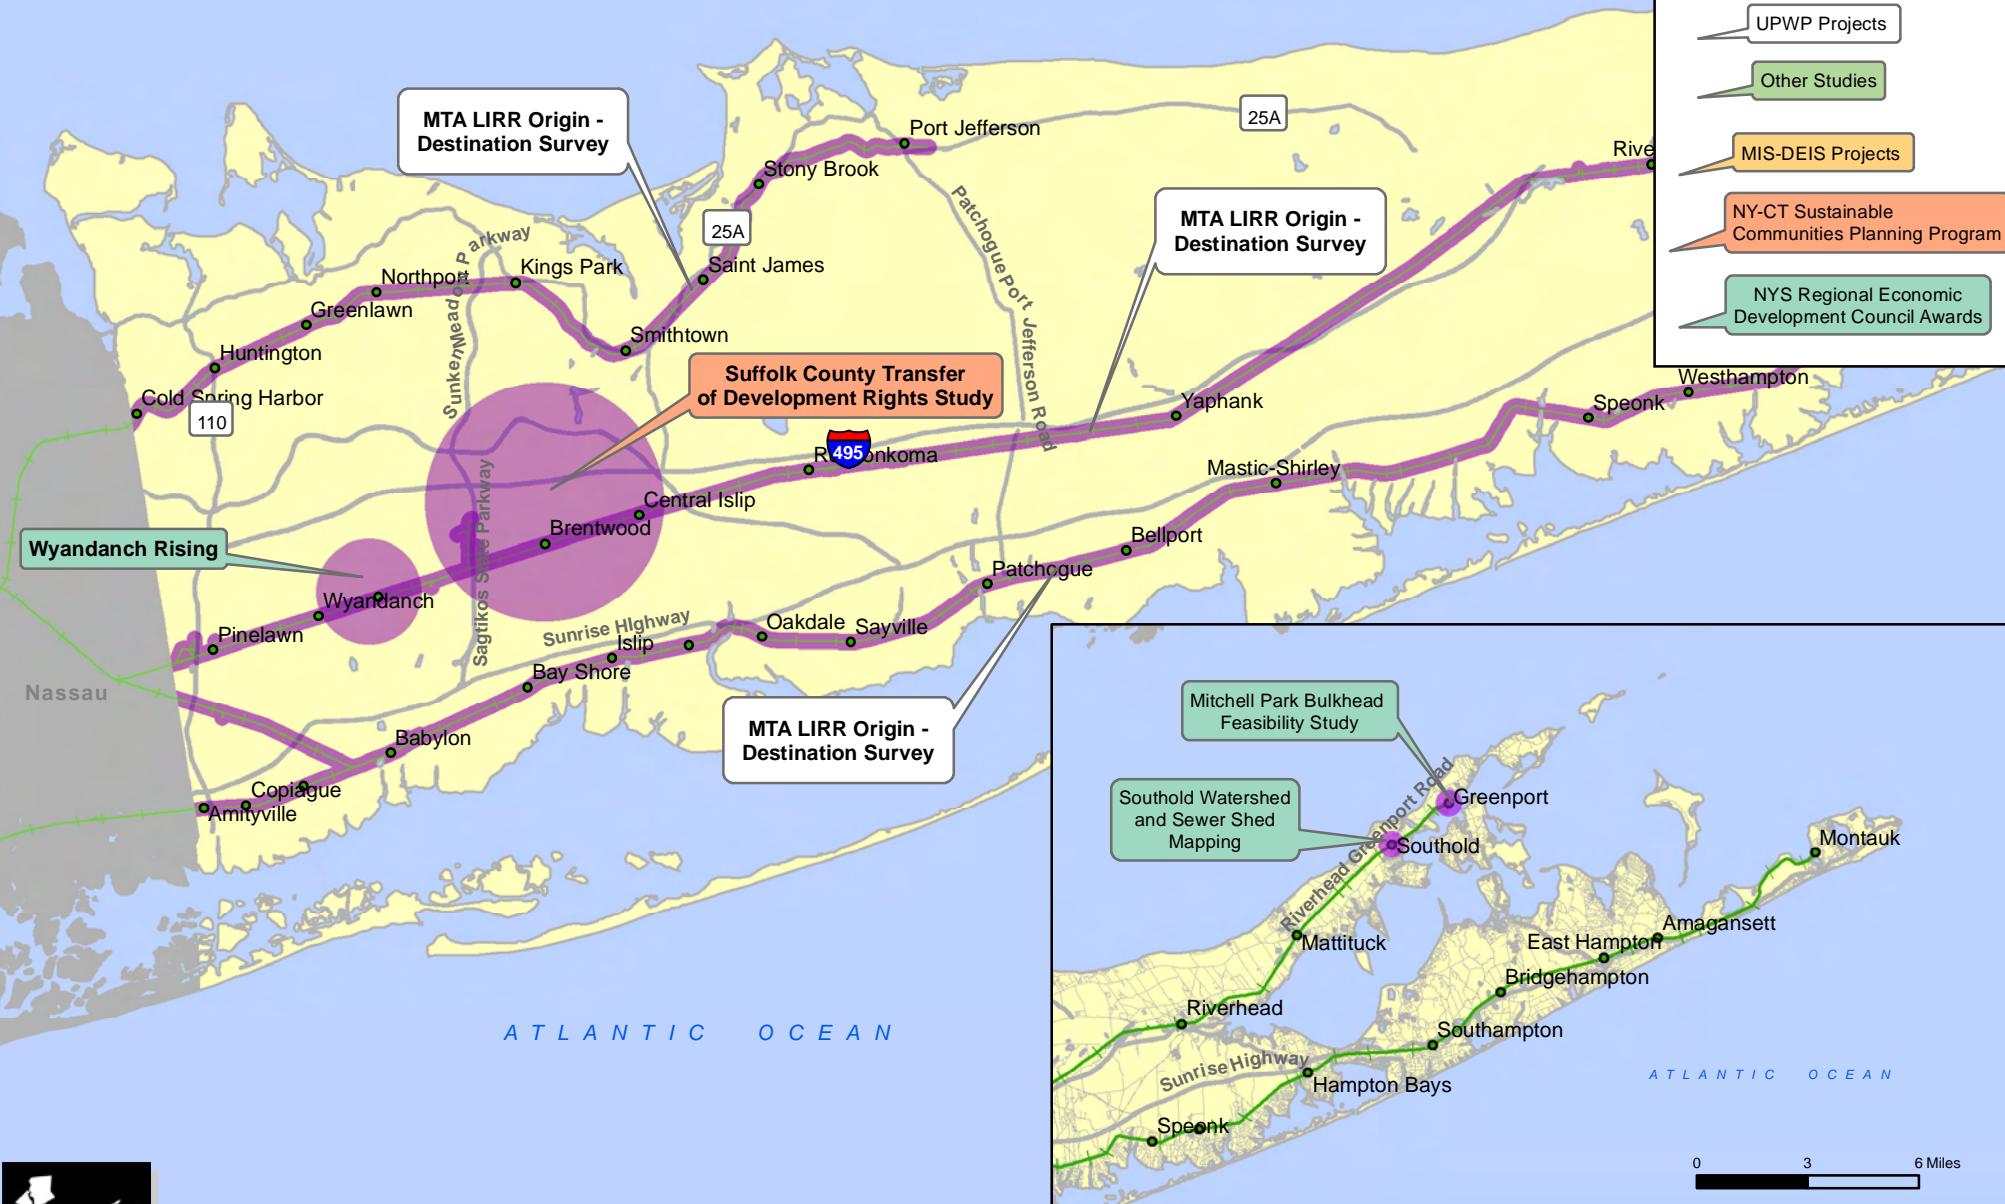 UPWP Projects
Other Studies
MIS-DEIS Projects
NY-CT Sustainable
Communities Planning Program
NYS Regional Economic
Development Council Awards
MTA LIRR Origin -
Destination Survey
Port Jefferson
25A
Stony Brook
25A
MTA LIRR Origin -
Destination Survey
Patchogue Port Jefferson Road
Saint James
Sunken Meadow Parkway
Kings Park
Northport
Greenlawn
Smithtown
Huntington
Cold Spring Harbor
110
Suffolk County Transfer
of Development Rights Study
Yaphank
Westhampton
Speonk
495
Ronkonkoma
Mastic-Shirley
Central Islip
Brentwood
Sagtikos State Parkway
Wyandanch Rising
Bellport
Patchogue
Wyandanch
Pinelawn
Sunrise HIghway
Oakdale
Sayville
Islip
Bay Shore
Nassau
MTA LIRR Origin -
Destination Survey
Babylon
Copiague
Amityville
ATLANTIC OCEAN
Mitchell Park Bulkhead
Feasibility Study
Southold Watershed
and Sewer Shed
Mapping
Riverhead Greenport Road
Greenport
Southold
Montauk
Mattituck
Amagansett
East Hampton
Bridgehampton
Riverhead
Southampton
Sunrise Highway
Hampton Bays
ATLANTIC OCEAN
Speonk
0 3 6 Miles